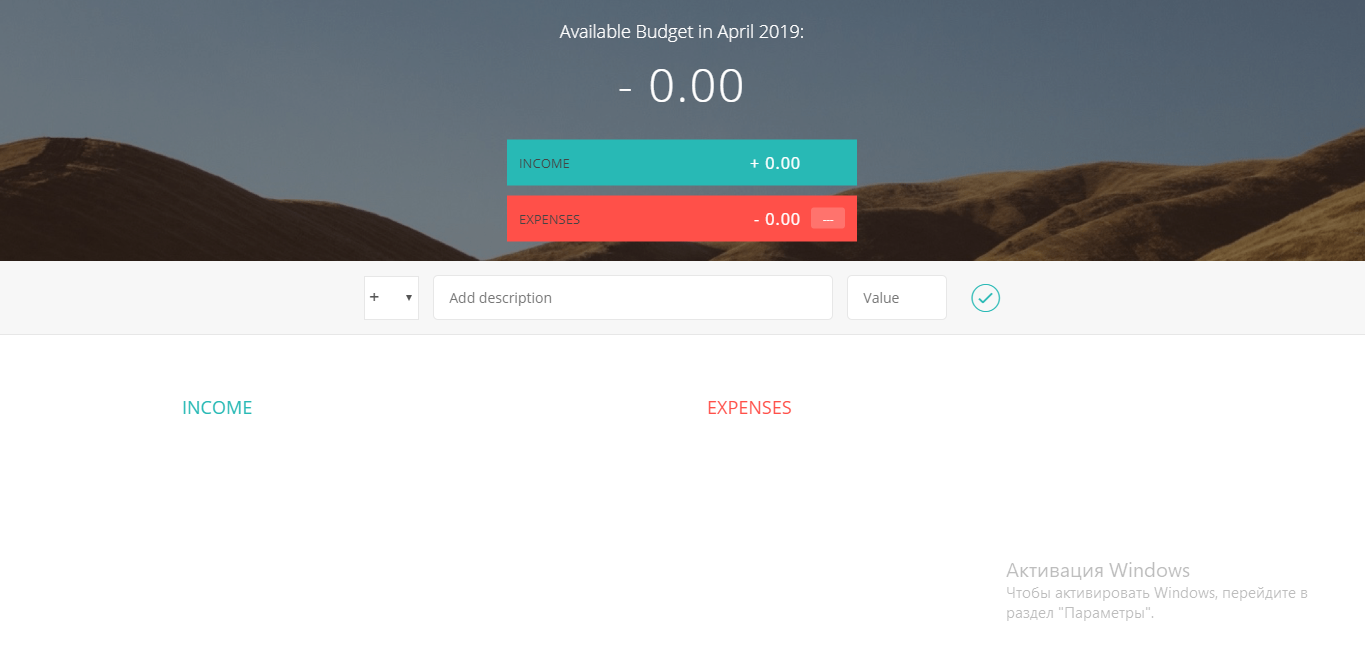 Available Budget in April 2019:
- 0.00
INCOME + 0.00
EXPENSES - 0.00 ---
+ ▼ Add description Value
INCOME EXPENSES
Активация Windows
Чтобы активировать Windows, перейдите в
раздел "Параметры".